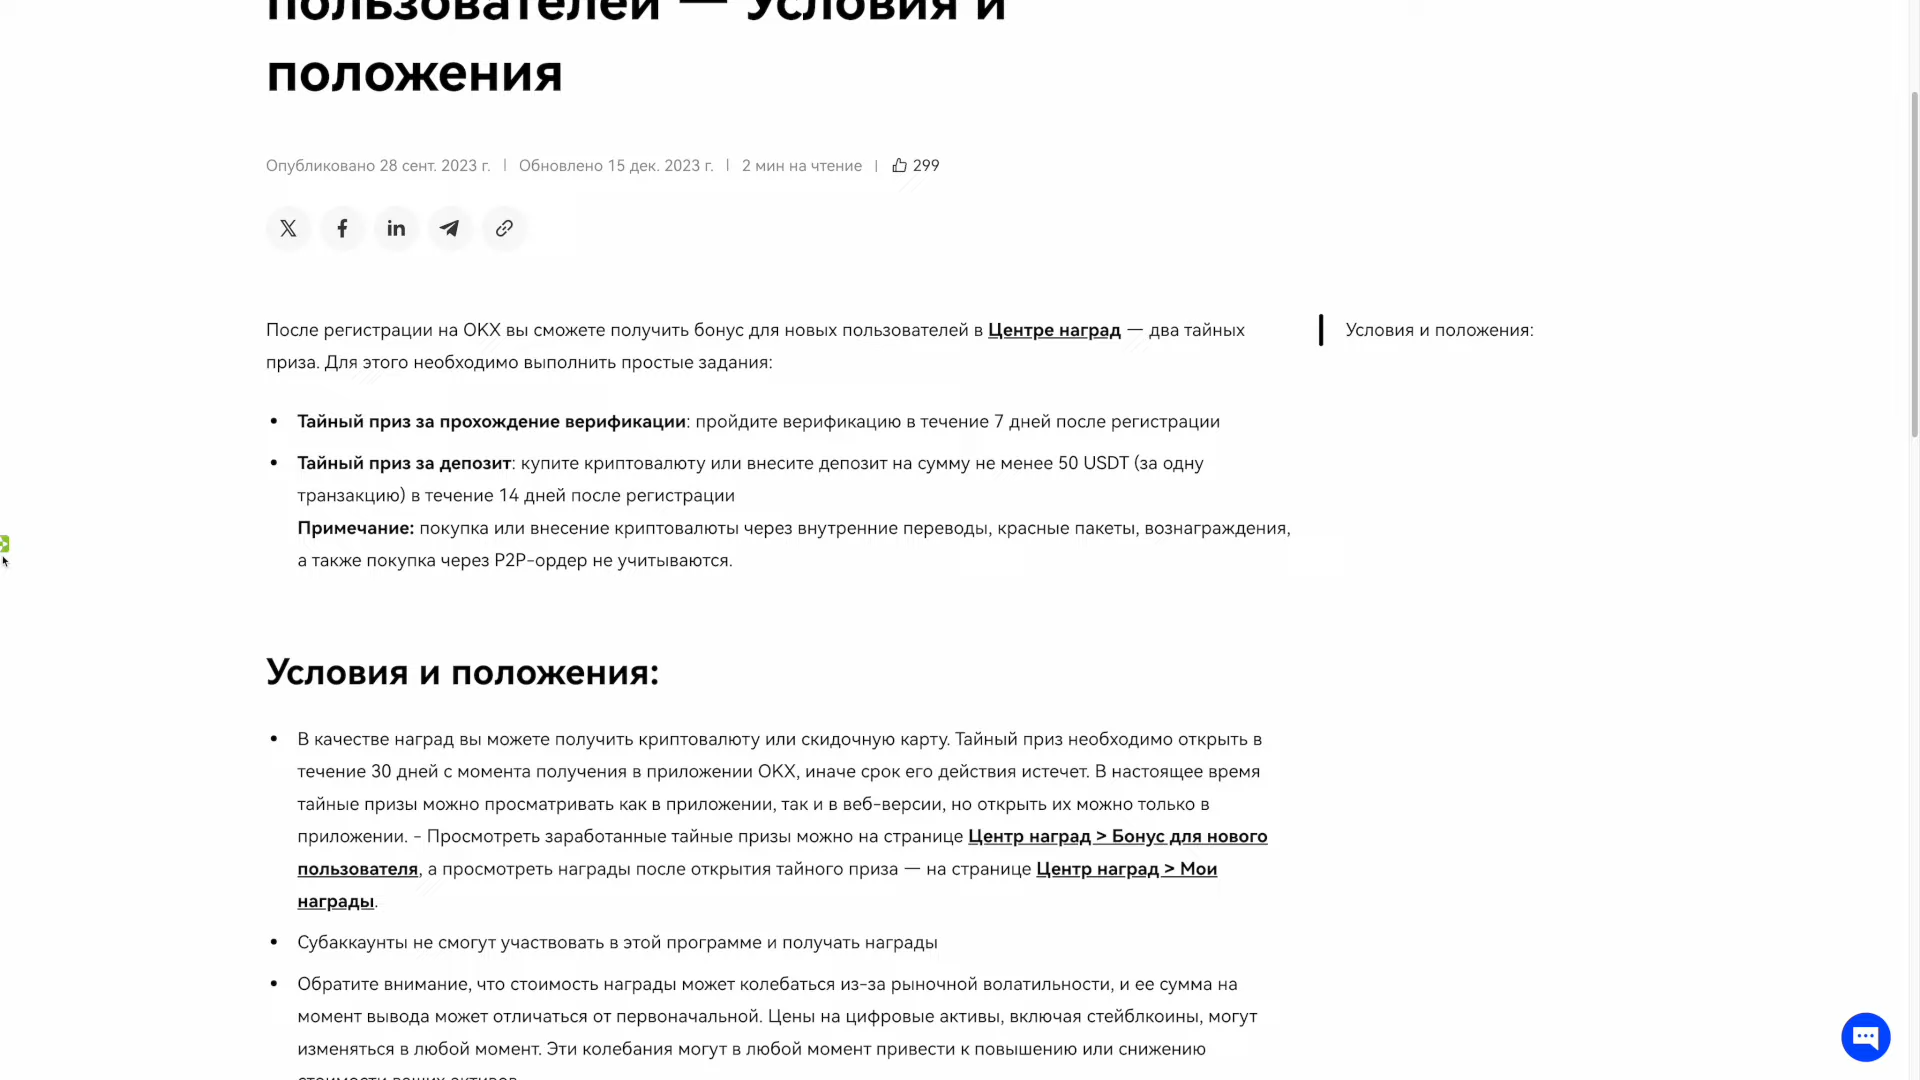 пользователей — Условия и
положения
Опубликовано 28 сент. 2023 г. | Обновлено 15 дек. 2023 г. | 2 мин на чтение | 299
После регистрации на OKX вы сможете получить бонус для новых пользователей в Центре наград — два тайных
приза. Для этого необходимо выполнить простые задания:
Условия и положения:
• Тайный приз за прохождение верификации: пройдите верификацию в течение 7 дней после регистрации
• Тайный приз за депозит: купите криптовалюту или внесите депозит на сумму не менее 50 USDT (за одну
транзакцию) в течение 14 дней после регистрации
Примечание: покупка или внесение криптовалюты через внутренние переводы, красные пакеты, вознаграждения,
а также покупка через P2P-ордер не учитываются.
Условия и положения:
• В качестве наград вы можете получить криптовалюту или скидочную карту. Тайный приз необходимо открыть в
течение 30 дней с момента получения в приложении OKX, иначе срок его действия истечет. В настоящее время
тайные призы можно просматривать как в приложении, так и в веб-версии, но открыть их можно только в
приложении. - Просмотреть заработанные тайные призы можно на странице Центр наград > Бонус для нового
пользователя, а просмотреть награды после открытия тайного приза — на странице Центр наград > Мои
награды.
• Субаккаунты не смогут участвовать в этой программе и получать награды
• Обратите внимание, что стоимость награды может колебаться из-за рыночной волатильности, и ее сумма на
момент вывода может отличаться от первоначальной. Цены на цифровые активы, включая стейблкоины, могут
изменяться в любой момент. Эти колебания могут в любой момент привести к повышению или снижению
стоимости ваших активов.